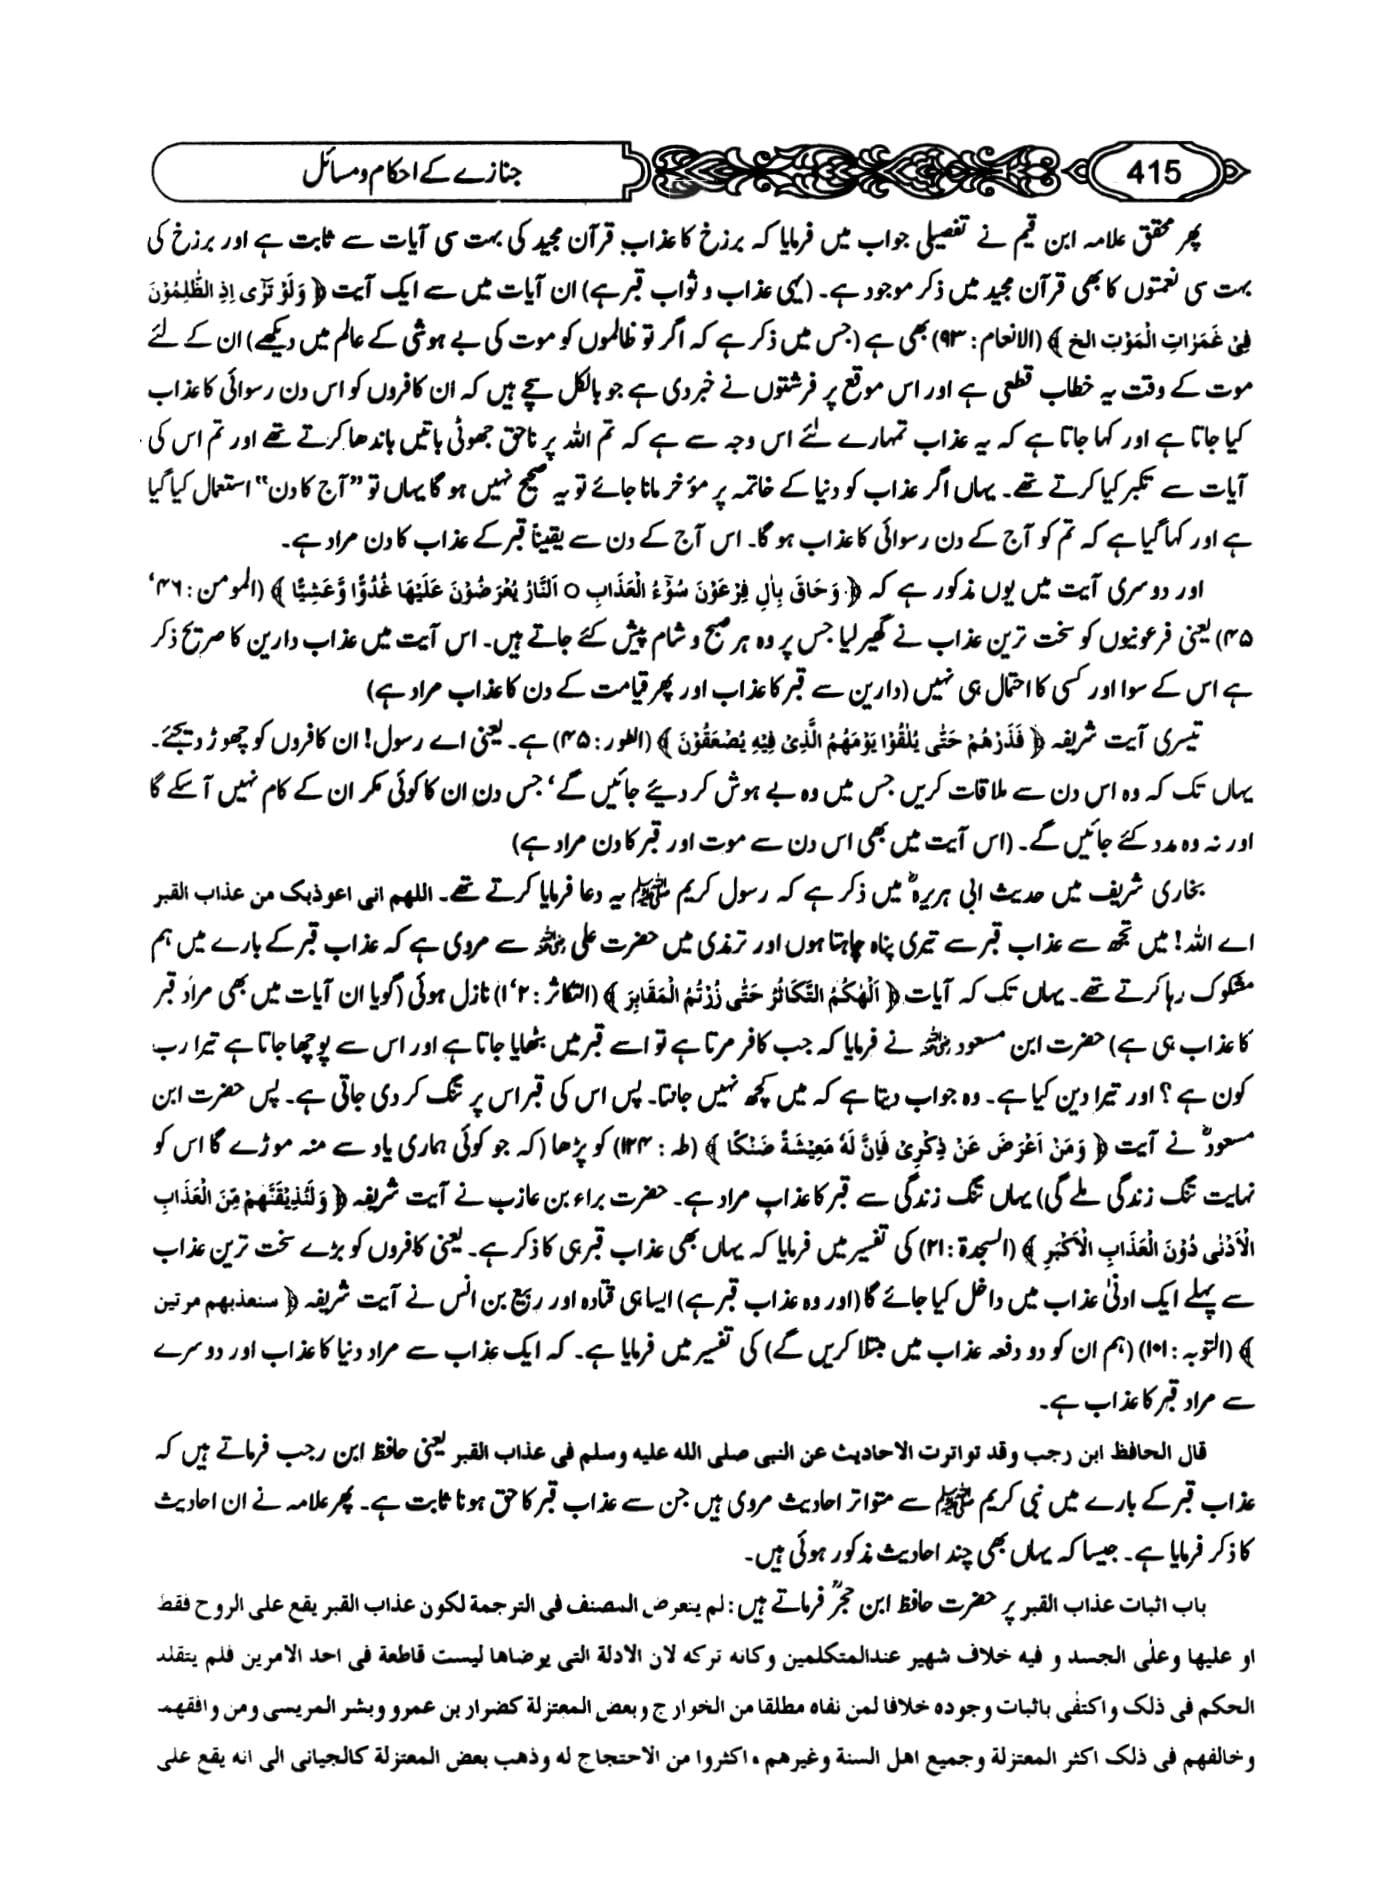 415
جنازے کے احکام و مسائل
پھر محقق علامہ ابن قیم نے تفصیلی جواب میں فرمایا کہ برزخ کا عذاب قرآن مجید کی بہت سی آیات سے ثابت ہے اور برزخ کی
بہت سی نعمتوں کا بھی قرآن مجید میں ذکر موجود ہے۔ (یہی عذاب و ثواب قبر ہے) ان آیات میں سے ایک آیت ﴿ وَلَوْ تَرٰٓى اِذِ الظّٰلِمُوْنَ
فِىْ غَمَرَاتِ الْمَوْتِ الخ ﴾ (الانعام: ۹۳) بھی ہے (جس میں ذکر ہے کہ اگر تو ظالموں کو موت کی بے ہوشی کے عالم میں دیکھے) ان کے لئے
موت کے وقت یہ خطاب قطعی ہے اور اس موقع پر فرشتوں نے خبر دی ہے جو بالکل سچے ہیں کہ ان کافروں کو اس دن رسوائی کا عذاب
کیا جاتا ہے اور کہا جاتا ہے کہ یہ عذاب تمہارے لئے اس وجہ سے ہے کہ تم اللہ پر ناحق جھوٹی باتیں باندھا کرتے تھے اور تم اس کی
آیات سے تکبر کیا کرتے تھے۔ یہاں اگر عذاب کو دنیا کے خاتمہ پر مؤخر مانا جائے تو یہ صحیح نہیں ہو گا یہاں تو ”آج کا دن“ استعمال کیا گیا
ہے اور کہا گیا ہے کہ تم کو آج کے دن رسوائی کا عذاب ہو گا۔ اس آج کے دن سے یقیناً قبر کے عذاب کا دن مراد ہے۔
اور دوسری آیت میں یوں مذکور ہے کہ ﴿ وَحَاقَ بِاٰلِ فِرْعَوْنَ سُوْٓءُ الْعَذَابِ ○ اَلنَّارُ يُعْرَضُوْنَ عَلَيْهَا غُدُوًّا وَّعَشِيًّا ﴾ (المومن: ۴۶‘
۴۵) یعنی فرعونیوں کو سخت ترین عذاب نے گھیر لیا جس پر وہ ہر صبح و شام پیش کئے جاتے ہیں۔ اس آیت میں عذاب دارین کا صریح ذکر
ہے اس کے سوا اور کسی کا احتمال ہی نہیں (دارین سے قبر کا عذاب اور پھر قیامت کے دن کا عذاب مراد ہے)
تیسری آیت شریفہ ﴿ فَذَرْهُمْ حَتّٰى يُلٰقُوْا يَوْمَهُمُ الَّذِىْ فِيْهِ يُصْعَقُوْنَ ﴾ (الطور: ۴۵) ہے۔ یعنی اے رسول! ان کافروں کو چھوڑ دیجئے۔
یہاں تک کہ وہ اس دن سے ملاقات کریں جس میں وہ بے ہوش کر دیئے جائیں گے‘ جس دن ان کا کوئی مکر ان کے کام نہیں آسکے گا
اور نہ وہ مدد کئے جائیں گے۔ (اس آیت میں بھی اس دن سے موت اور قبر کا دن مراد ہے)
بخاری شریف میں حدیث ابی ہریرہؓ میں ذکر ہے کہ رسول کریم ﷺ یہ دعا فرمایا کرتے تھے۔ اللهم انى اعوذبک من عذاب القبر
اے اللہ! میں تجھ سے عذاب قبر سے تیری پناہ چاہتا ہوں اور ترمذی میں حضرت علی رضی اللہ عنہ سے مروی ہے کہ عذاب قبر کے بارے میں ہم
مشکوک رہا کرتے تھے۔ یہاں تک کہ آیات ﴿ اَلْهٰكُمُ التَّكَاثُرُ حَتّٰى زُرْتُمُ الْمَقَابِرَ ﴾ (التکاثر: ۲‘۱) نازل ہوئی (گویا ان آیات میں بھی مراد قبر
کا عذاب ہی ہے) حضرت ابن مسعود رضی اللہ عنہ نے فرمایا کہ جب کافر مرتا ہے تو اسے قبر میں بٹھایا جاتا ہے اور اس سے پوچھا جاتا ہے تیرا رب
کون ہے؟ اور تیرا دین کیا ہے۔ وہ جواب دیتا ہے کہ میں کچھ نہیں جانتا۔ پس اس کی قبر اس پر تنگ کر دی جاتی ہے۔ پس حضرت ابن
مسعودؓ نے آیت ﴿ وَمَنْ اَعْرَضَ عَنْ ذِكْرِىْ فَاِنَّ لَهٗ مَعِيْشَةً ضَنْكًا ﴾ (طہ: ۱۲۴) کو پڑھا (کہ جو کوئی ہماری یاد سے منہ موڑے گا اس کو
نہایت تنگ زندگی ملے گی) یہاں تنگ زندگی سے قبر کا عذاب مراد ہے۔ حضرت براء بن عازب نے آیت شریفہ ﴿ وَلَنُذِيْقَنَّهُمْ مِّنَ الْعَذَابِ
الْاَدْنٰى دُوْنَ الْعَذَابِ الْاَكْبَرِ ﴾ (السجدة: ۲۱) کی تفسیر میں فرمایا کہ یہاں بھی عذاب قبر ہی کا ذکر ہے۔ یعنی کافروں کو بڑے سخت ترین عذاب
سے پہلے ایک ادنیٰ عذاب میں داخل کیا جائے گا (اور وہ عذاب قبر ہے) ایسا ہی قتادہ اور ربیع بن انس نے آیت شریفہ ﴿ سنعذبهم مرتين
﴾ (التوبہ: ۱۰۱) (ہم ان کو دو دفعہ عذاب میں مبتلا کریں گے) کی تفسیر میں فرمایا ہے۔ کہ ایک عذاب سے مراد دنیا کا عذاب اور دوسرے
سے مراد قبر کا عذاب ہے۔
قال الحافظ ابن رجب وقد تواترت الاحاديث عن النبى صلى الله عليه وسلم فى عذاب القبر یعنی حافظ ابن رجب فرماتے ہیں کہ
عذاب قبر کے بارے میں نبی کریم ﷺ سے متواتر احادیث مروی ہیں جن سے عذاب قبر کا حق ہونا ثابت ہے۔ پھر علامہ نے ان احادیث
کا ذکر فرمایا ہے۔ جیسا کہ یہاں بھی چند احادیث مذکور ہوئی ہیں۔
باب اثبات عذاب القبر پر حضرت حافظ ابن حجرؒ فرماتے ہیں: لم يتعرض المصنف فى الترجمة لكون عذاب القبر يقع على الروح فقط
او عليها وعلٰى الجسد و فيه خلاف شهير عندالمتكلمين وكانه تركه لان الادلة التى يرضاها ليست قاطعة فى احد الامرين فلم يتقلد
الحكم فى ذلک واكتفٰى باثبات وجوده خلافا لمن نفاه مطلقا من الخوارج وبعض المعتزلة كضرار بن عمرو وبشر المريسى ومن وافقهم
وخالفهم فى ذلک اكثر المعتزلة وجميع اهل السنة وغيرهم ، اكثروا من الاحتجاج له وذهب بعض المعتزلة كالجيانى الى انه يقع على